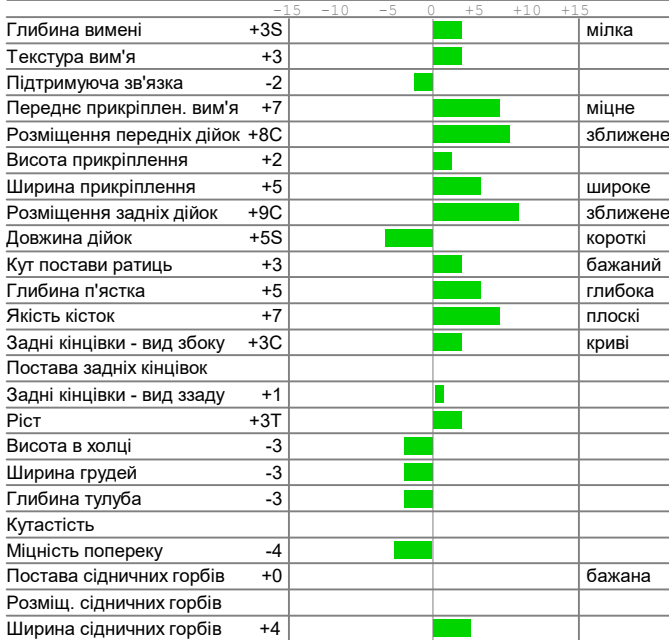 -15 -10 -5 0 +5 +10 +15
Глибина вимені +3S мілка
Текстура вим'я +3
Підтримуюча зв'язка -2
Переднє прикріплен. вим'я +7 міцне
Розміщення передніх дійок +8C зближене
Висота прикріплення +2
Ширина прикріплення +5 широке
Розміщення задніх дійок +9C зближене
Довжина дійок +5S короткі
Кут постави ратиць +3 бажаний
Глибина п'ястка +5 глибока
Якість кісток +7 плоскі
Задні кінцівки - вид збоку +3C криві
Постава задніх кінцівок
Задні кінцівки - вид ззаду +1
Ріст +3T
Висота в холці -3
Ширина грудей -3
Глибина тулуба -3
Кутастість
Міцність попереку -4
Постава сідничних горбів +0 бажана
Розміщ. сідничних горбів
Ширина сідничних горбів +4